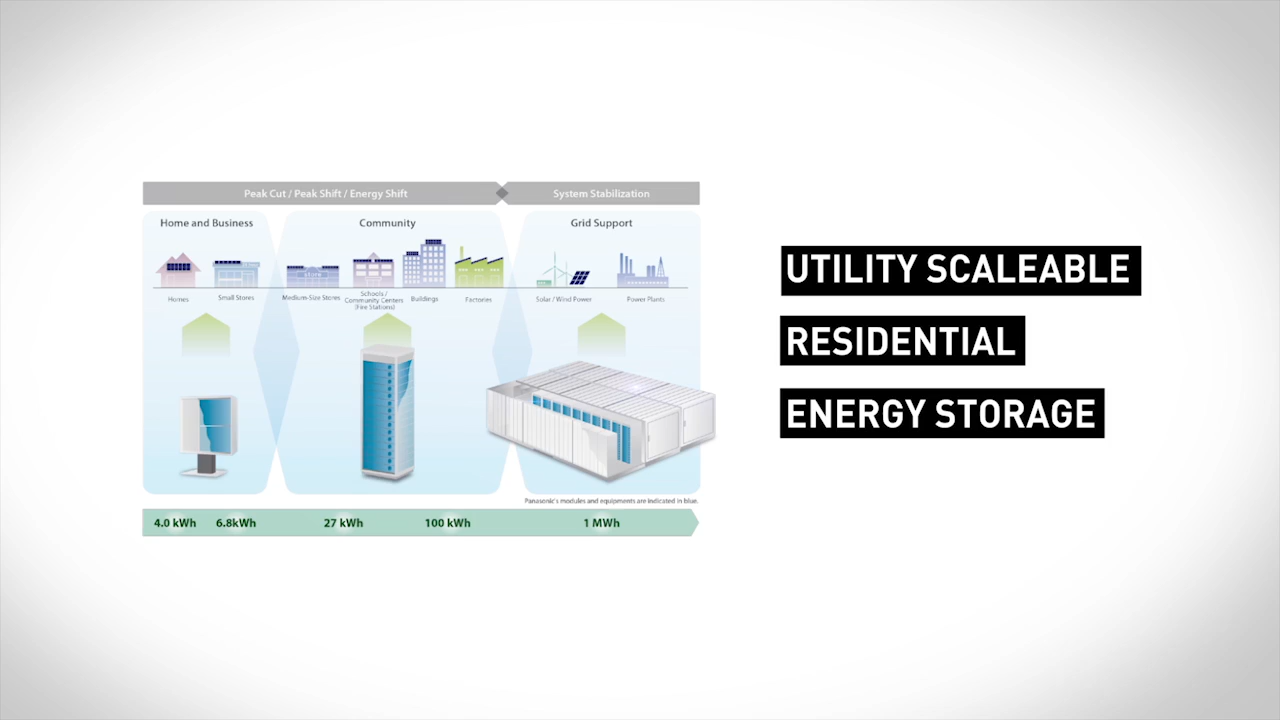 Peak Cut / Peak Shift / Energy Shift
System Stabilization
Home and Business
Community
Grid Support
store
Homes
Small Stores
Medium-Size Stores
Schools /
Community Centers
(Fire Stations)
Buildings
Factories
Solar / Wind Power
Power Plants
Panasonic's modules and equipments are indicated in blue.
4.0 kWh
6.8kWh
27 kWh
100 kWh
1 MWh
UTILITY SCALEABLE
RESIDENTIAL
ENERGY STORAGE